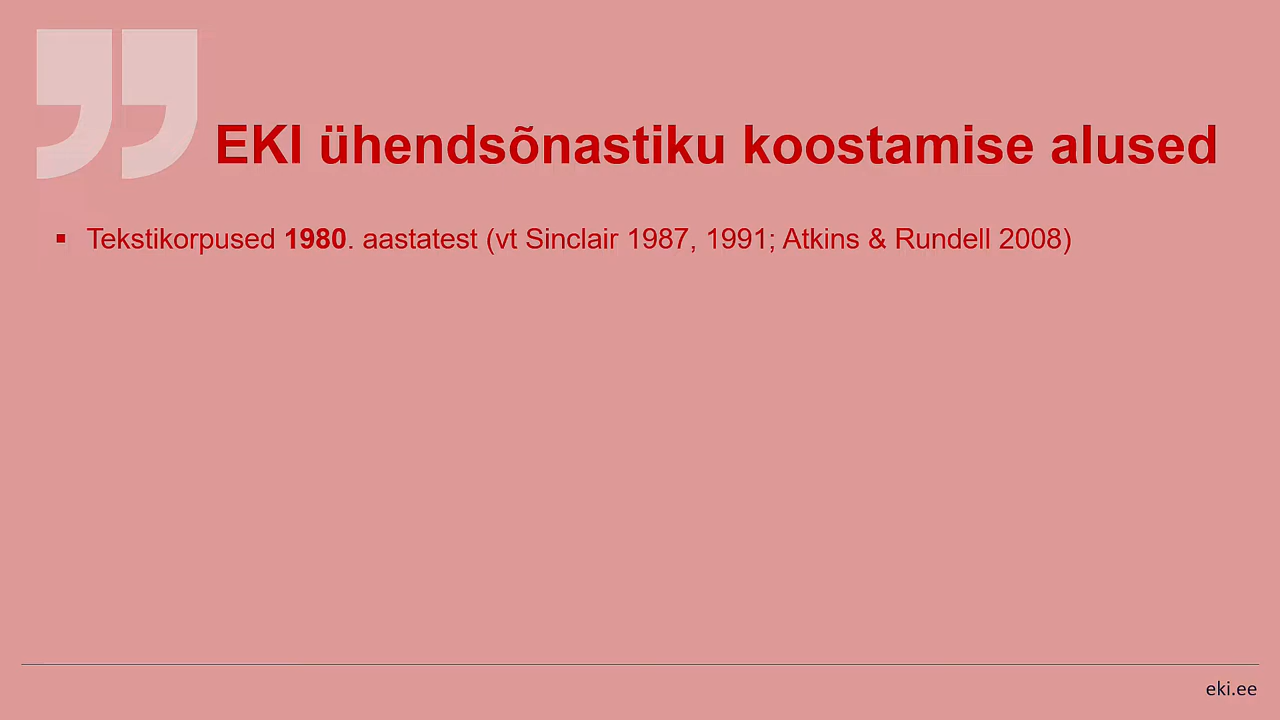 EKI ühendsõnastiku koostamise alused
▪ Tekstikorpused 1980. aastatest (vt Sinclair 1987, 1991; Atkins & Rundell 2008)
eki.ee